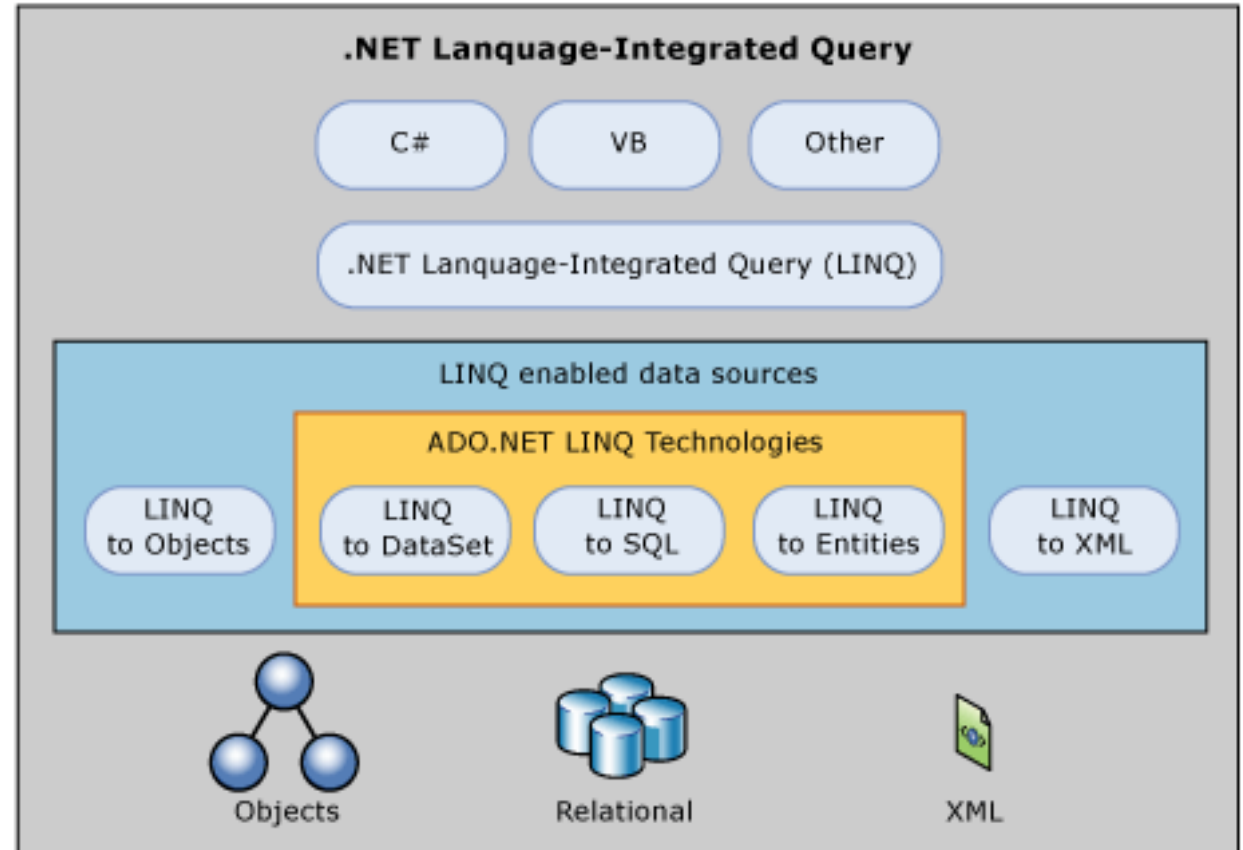 .NET Lanquage-Integrated Query
C#
VB
Other
.NET Lanquage-Integrated Query (LINQ)
LINQ enabled data sources
ADO.NET LINQ Technologies
LINQ
to Objects
LINQ
to DataSet
LINQ
to SQL
LINQ
to Entities
LINQ
to XML
Objects
Relational
XML